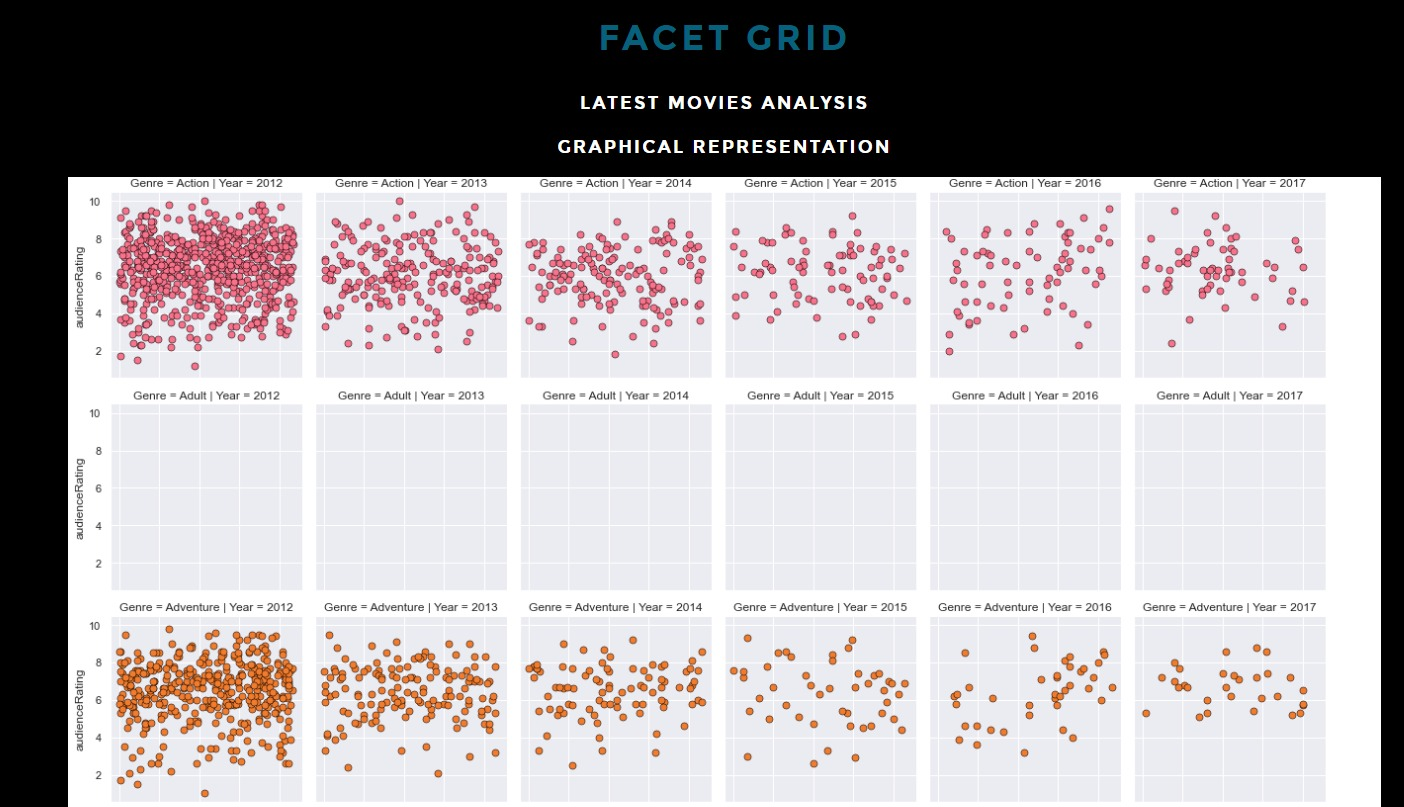 FACET GRID
LATEST MOVIES ANALYSIS
GRAPHICAL REPRESENTATION
Genre = Action | Year = 2012 Genre = Action | Year = 2013 Genre = Action | Year = 2014 Genre = Action | Year = 2015 Genre = Action | Year = 2016 Genre = Action | Year = 2017
10
8
6
4
2
audienceRating
Genre = Adult | Year = 2012 Genre = Adult | Year = 2013 Genre = Adult | Year = 2014 Genre = Adult | Year = 2015 Genre = Adult | Year = 2016 Genre = Adult | Year = 2017
10
8
6
4
2
audienceRating
Genre = Adventure | Year = 2012 Genre = Adventure | Year = 2013 Genre = Adventure | Year = 2014 Genre = Adventure | Year = 2015 Genre = Adventure | Year = 2016 Genre = Adventure | Year = 2017
10
8
6
4
2
audienceRating